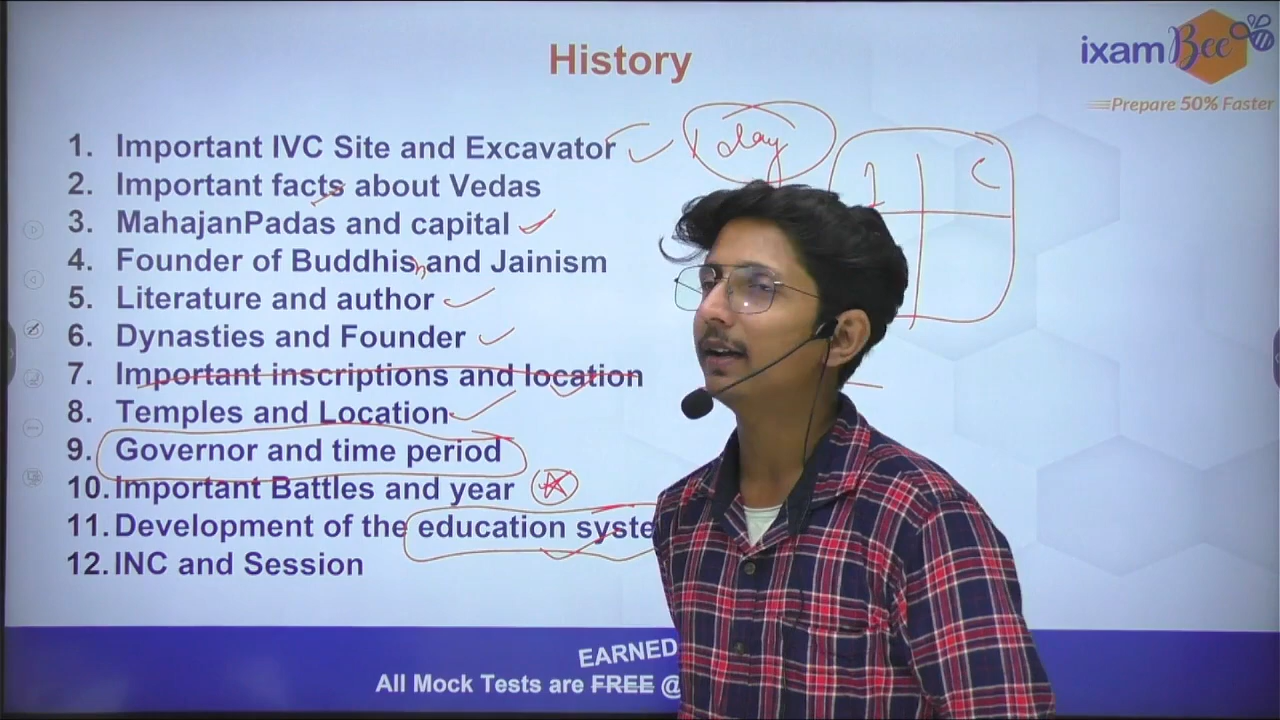 History
ixamBee
Prepare 50% Faster
1. Important IVC Site and Excavator
1 day
2. Important facts about Vedas
3. MahajanPadas and capital
4. Founder of Buddhism and Jainism
5. Literature and author
6. Dynasties and Founder
7. Important inscriptions and location
8. Temples and Location
9. Governor and time period
10. Important Battles and year
11. Development of the education syste
12. INC and Session
EARNED
All Mock Tests are FREE @